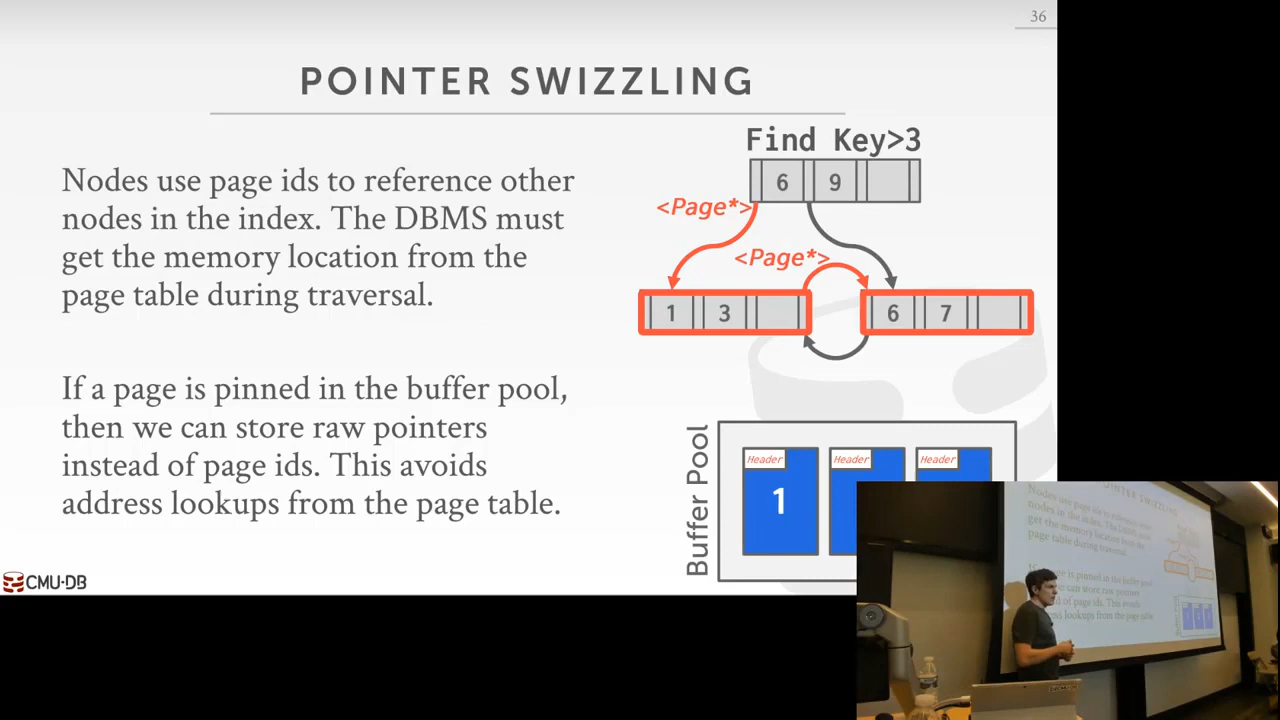 36
POINTER SWIZZLING
Nodes use page ids to reference other
nodes in the index. The DBMS must
get the memory location from the
page table during traversal.
If a page is pinned in the buffer pool,
then we can store raw pointers
instead of page ids. This avoids
address lookups from the page table.
Find Key>3
6 9
<Page*>
<Page*>
1 3
6 7
Buffer Pool
Header
Header
Header
1
CMU·DB